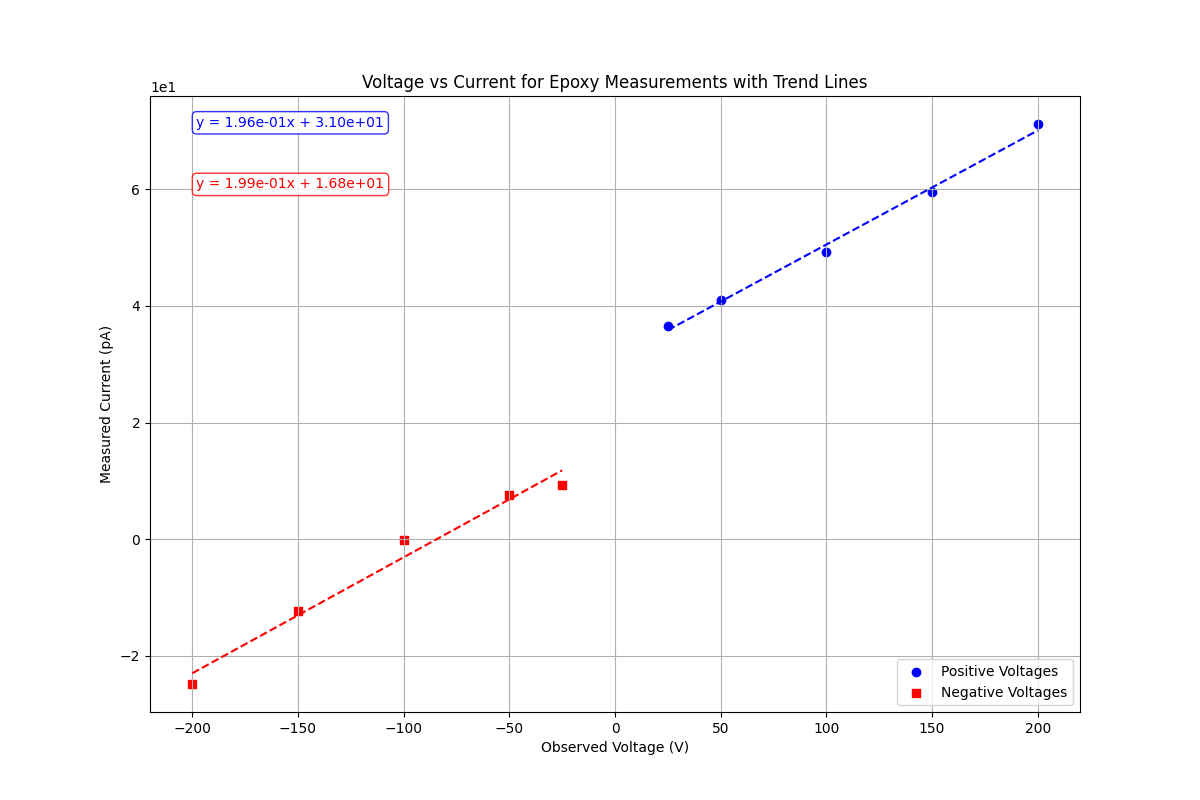 Voltage vs Current for Epoxy Measurements with Trend Lines
1e1
y = 1.96e-01x + 3.10e+01
y = 1.99e-01x + 1.68e+01
6
4
2
0
−2
Measured Current (pA)
Positive Voltages
Negative Voltages
−200 −150 −100 −50 0 50 100 150 200
Observed Voltage (V)